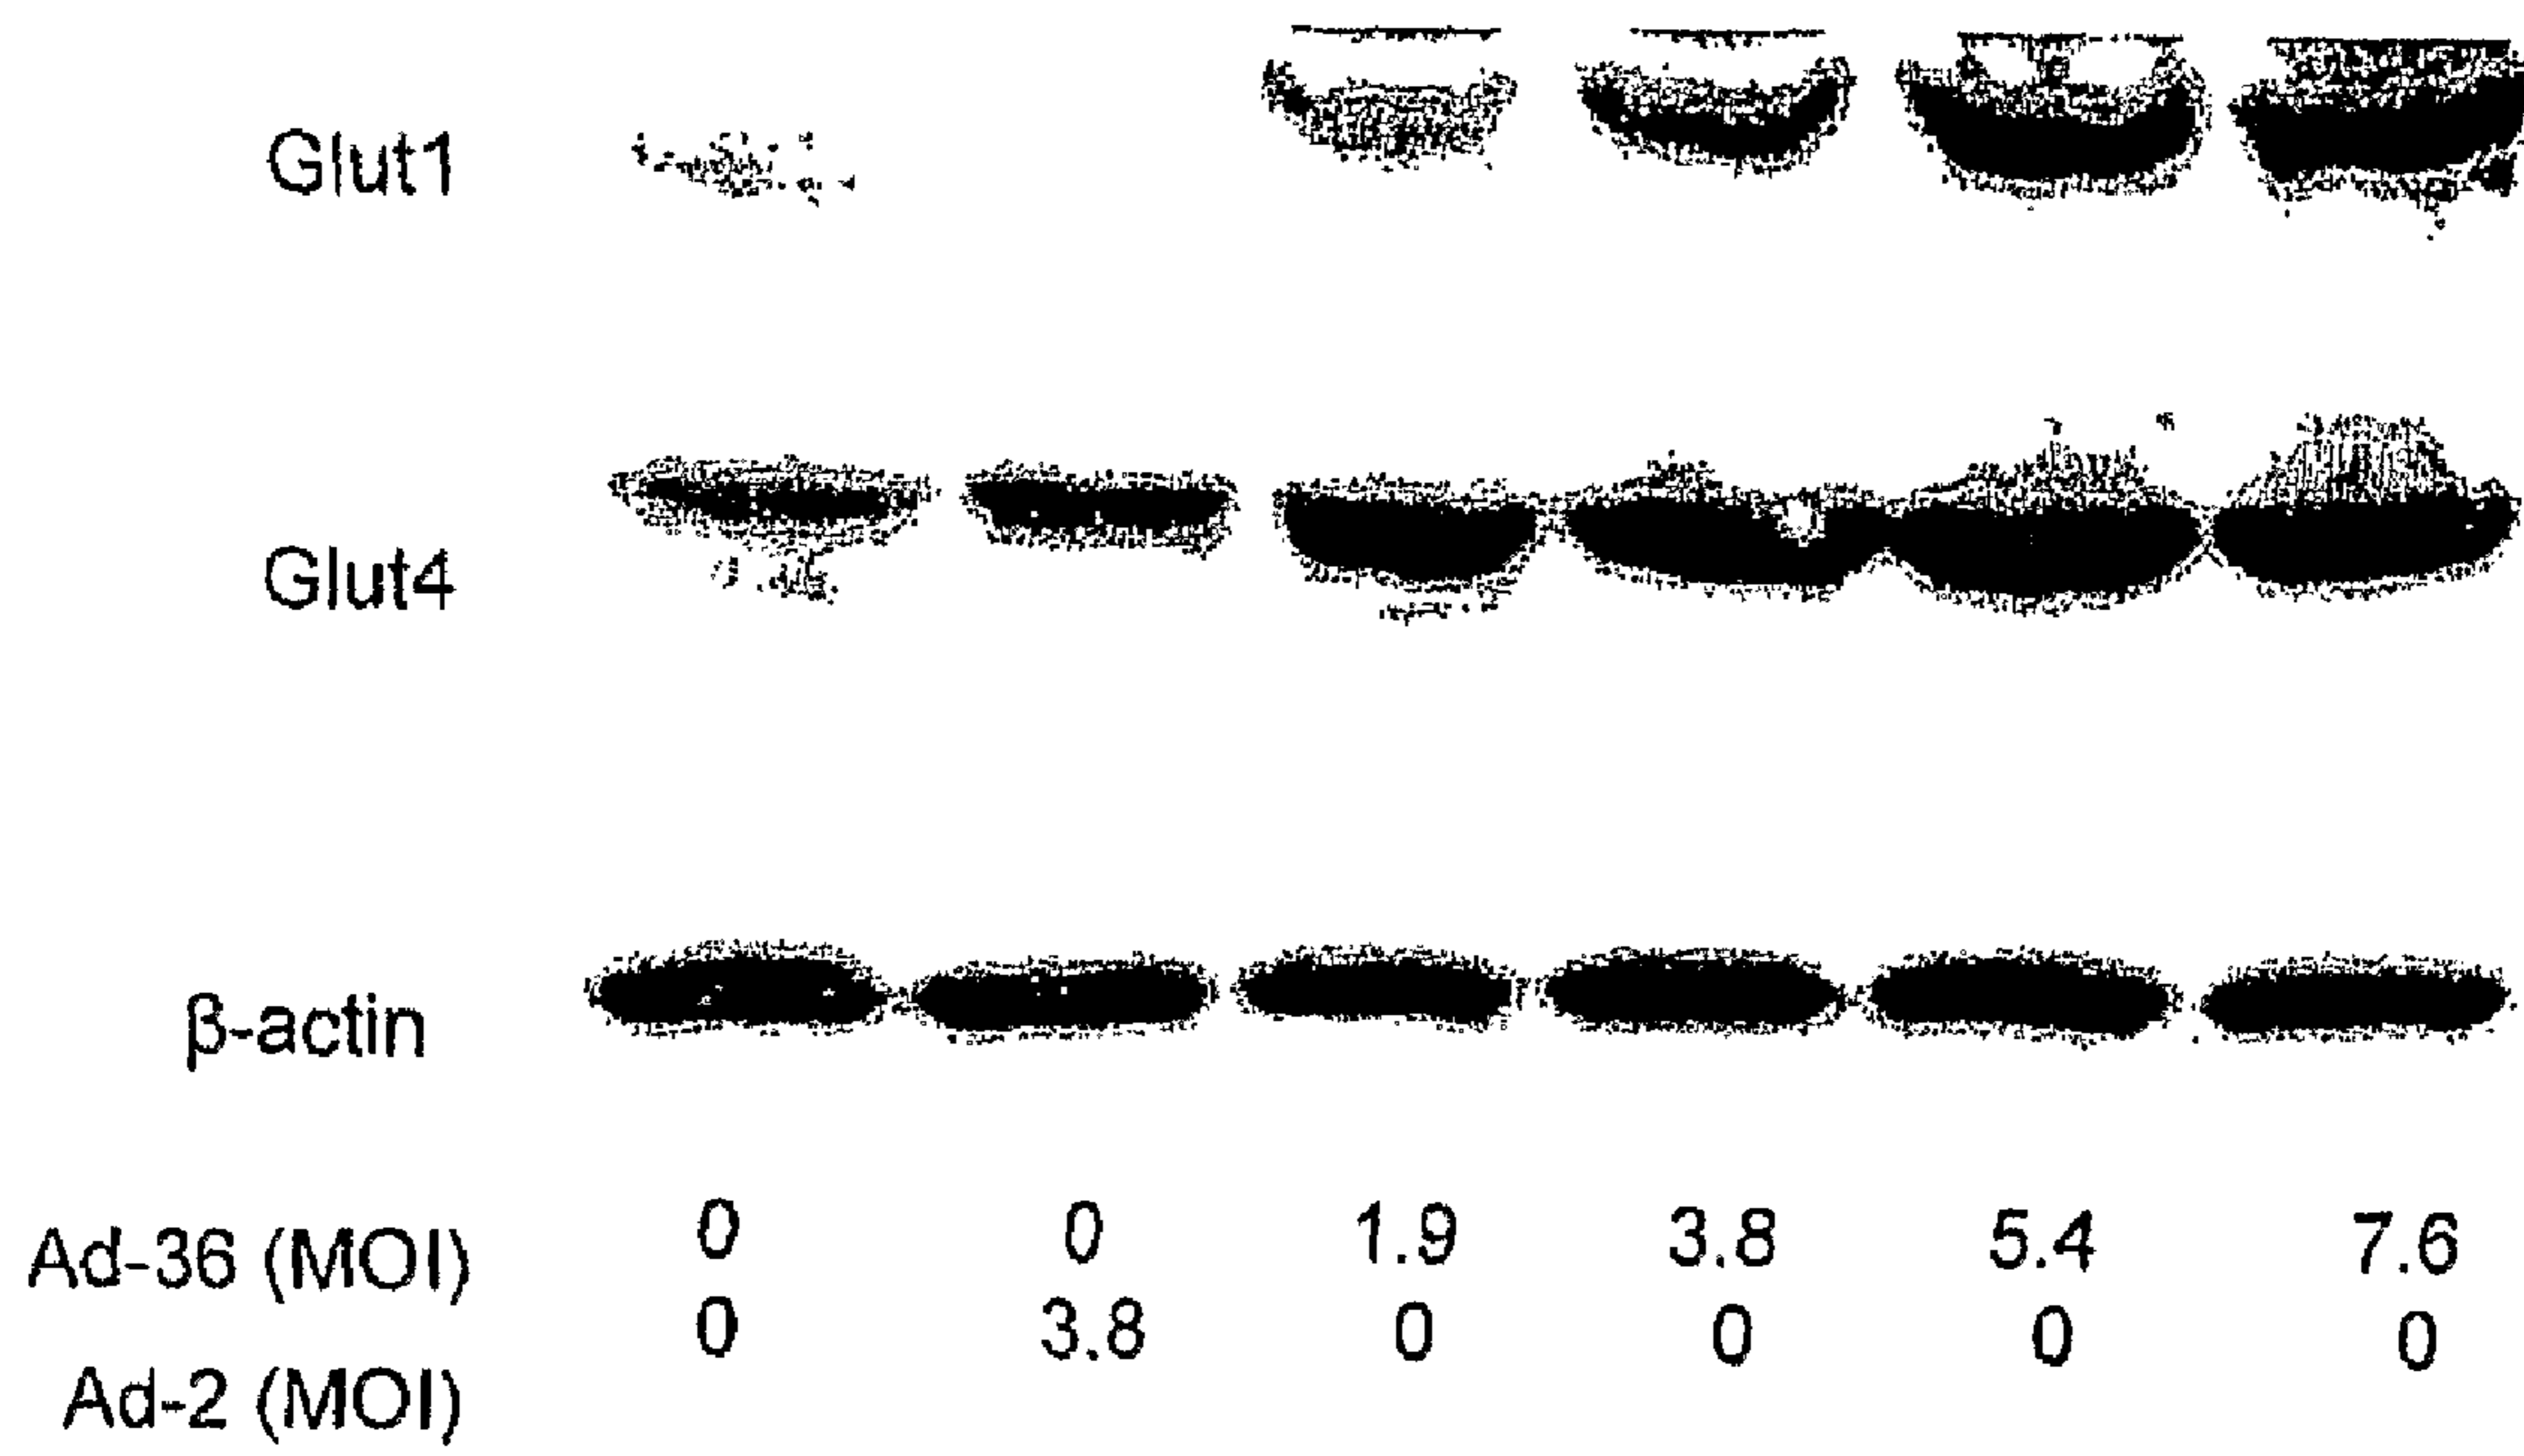 Glut1
Glut4
β-actin
Ad-36 (MOI) 0 0 1.9 3.8 5.4 7.6
Ad-2 (MOI) 0 3.8 0 0 0 0